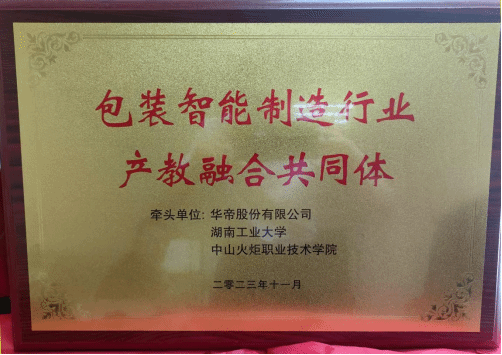 包装智能制造行业
产教融合共同体
牵头单位: 华帝股份有限公司
湖南工业大学
中山火炬职业技术学院
二零二三年十一月